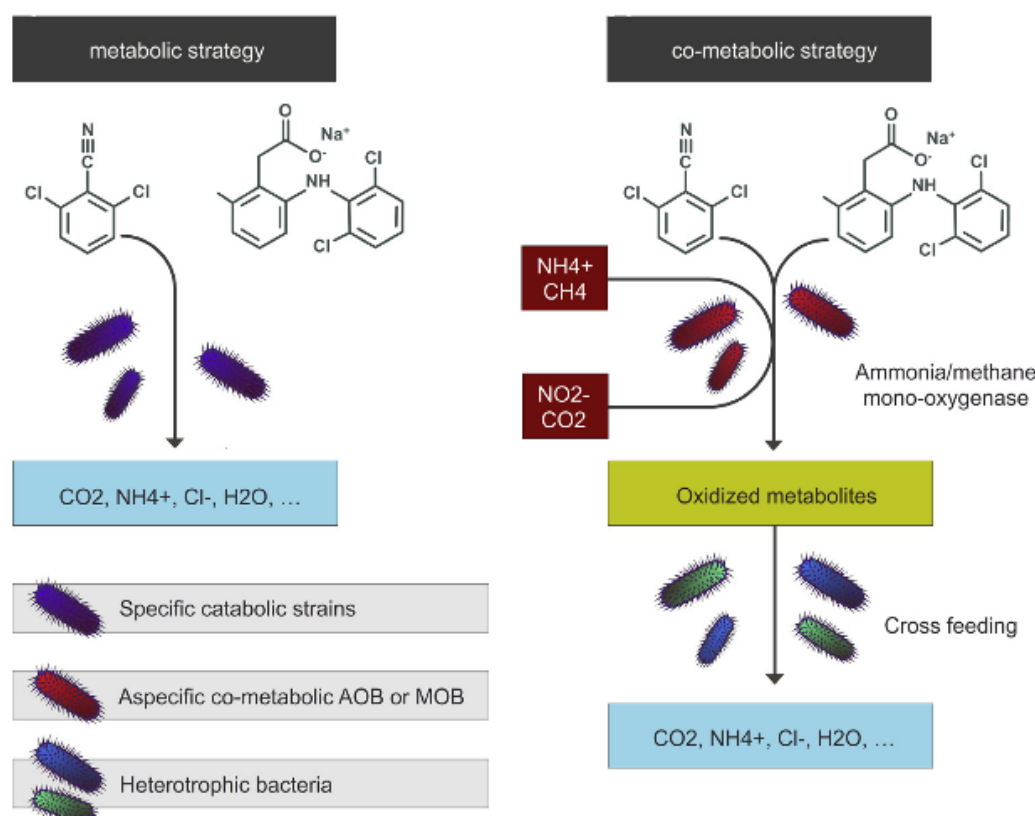 metabolic strategy
co-metabolic strategy
N
C
Cl
Cl
O
O-
Na+
NH
Cl
Cl
N
C
Cl
Cl
O
O-
Na+
NH
Cl
Cl
NH4+
CH4
NO2-
CO2
Ammonia/methane
mono-oxygenase
CO2, NH4+, Cl-, H2O, …
Oxidized metabolites
Specific catabolic strains
Cross feeding
Aspecific co-metabolic AOB or MOB
CO2, NH4+, Cl-, H2O, …
Heterotrophic bacteria